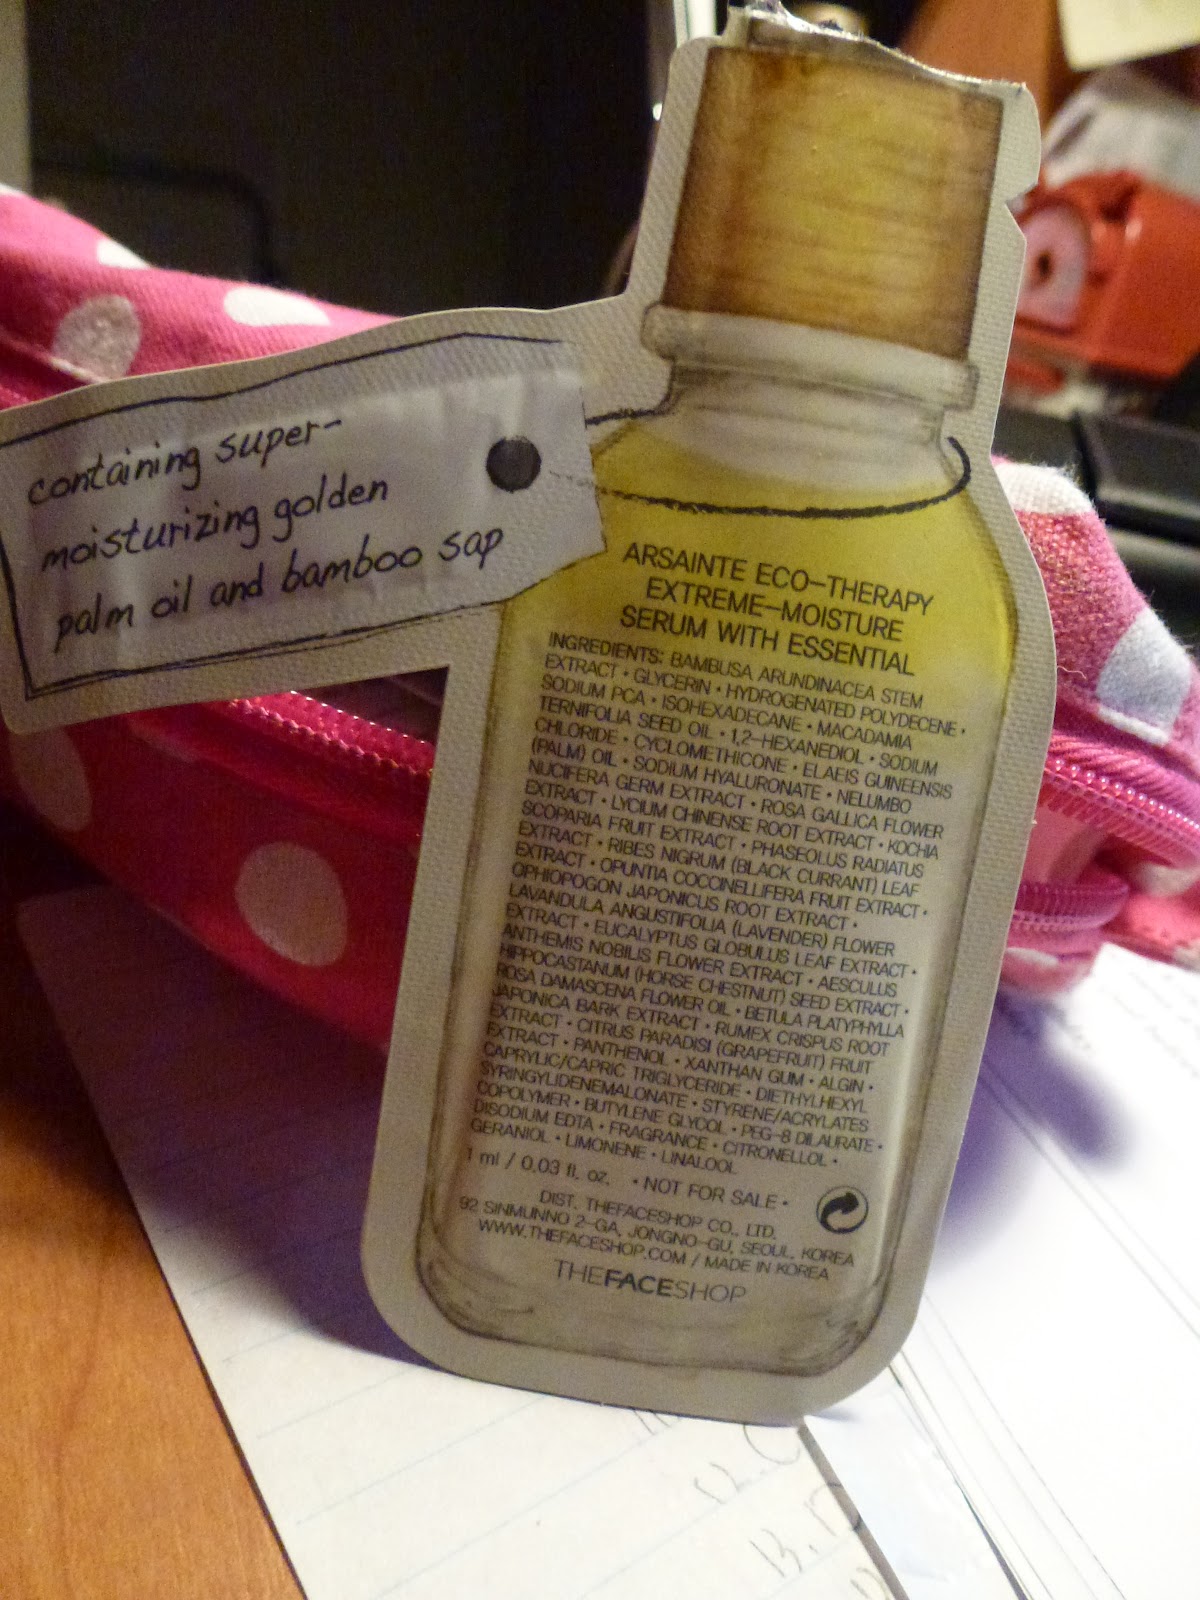 containing super-
moisturizing golden
palm oil and bamboo sap
ARSAINTE ECO-THERAPY
EXTREME-MOISTURE
SERUM WITH ESSENTIAL
INGREDIENTS: BAMBUSA ARUNDINACEA STEM
EXTRACT • GLYCERIN • HYDROGENATED POLYDECENE •
SODIUM PCA • ISOHEXADECANE • MACADAMIA
TERNIFOLIA SEED OIL • 1,2-HEXANEDIOL • SODIUM
CHLORIDE • CYCLOMETHICONE • ELAEIS GUINEENSIS
(PALM) OIL • SODIUM HYALURONATE • NELUMBO
NUCIFERA GERM EXTRACT • ROSA GALLICA FLOWER
EXTRACT • LYCIUM CHINENSE ROOT EXTRACT • KOCHIA
SCOPARIA FRUIT EXTRACT • PHASEOLUS RADIATUS
EXTRACT • RIBES NIGRUM (BLACK CURRANT) LEAF
EXTRACT • OPUNTIA COCCINELLIFERA FRUIT EXTRACT •
OPHIOPOGON JAPONICUS ROOT EXTRACT •
LAVANDULA ANGUSTIFOLIA (LAVENDER) FLOWER
EXTRACT • EUCALYPTUS GLOBULUS LEAF EXTRACT •
ANTHEMIS NOBILIS FLOWER EXTRACT • AESCULUS
HIPPOCASTANUM (HORSE CHESTNUT) SEED EXTRACT •
ROSA DAMASCENA FLOWER OIL • BETULA PLATYPHYLLA
JAPONICA BARK EXTRACT • RUMEX CRISPUS ROOT
EXTRACT • CITRUS PARADISI (GRAPEFRUIT) FRUIT
EXTRACT • PANTHENOL • XANTHAN GUM • ALGIN •
CAPRYLIC/CAPRIC TRIGLYCERIDE • DIETHYLHEXYL
SYRINGYLIDENEMALONATE • STYRENE/ACRYLATES
COPOLYMER • BUTYLENE GLYCOL • PEG-8 DILAURATE •
DISODIUM EDTA • FRAGRANCE • CITRONELLOL •
GERANIOL • LIMONENE • LINALOOL
1 ml / 0.03 fl. oz. • NOT FOR SALE •
DIST. THEFACESHOP CO., LTD.
92 SINMUNNO 2-GA, JONGNO-GU, SEOUL, KOREA
WWW.THEFACESHOP.COM / MADE IN KOREA
THEFACESHOP